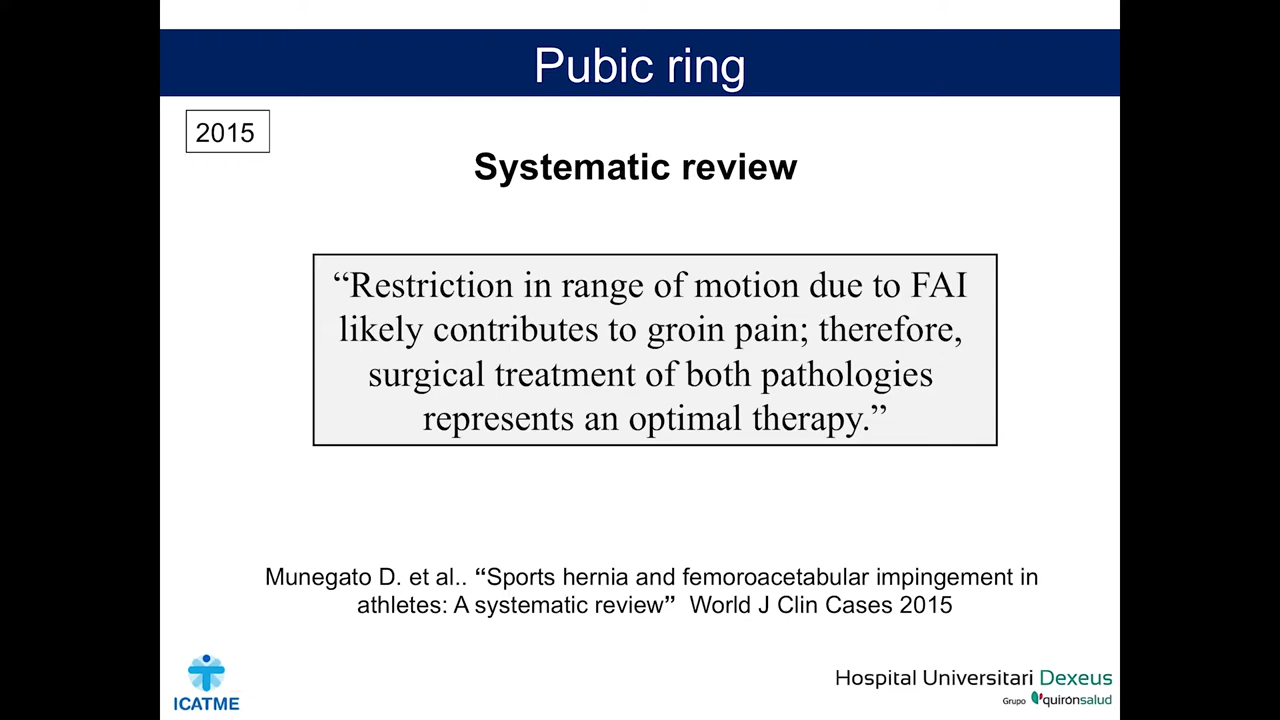 Pubic ring
2015
Systematic review
“Restriction in range of motion due to FAI
likely contributes to groin pain; therefore,
surgical treatment of both pathologies
represents an optimal therapy.”
Munegato D. et al.. “Sports hernia and femoroacetabular impingement in
athletes: A systematic review” World J Clin Cases 2015
ICATME
Hospital Universitari Dexeus
Grupo quirónsalud